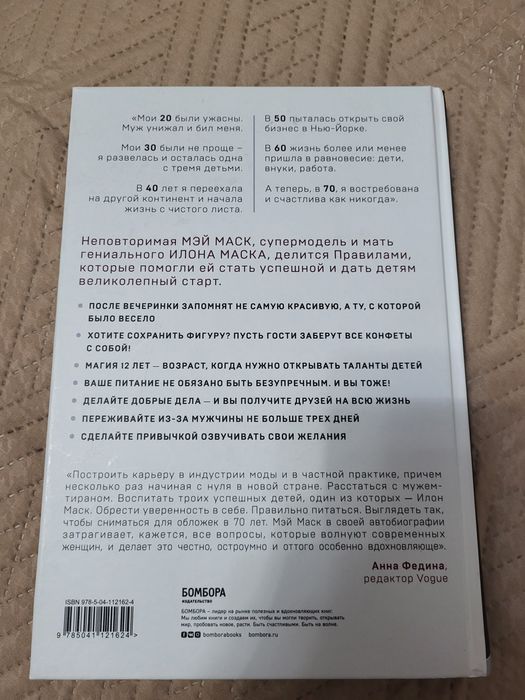 «Мои 20 были ужасны.
Муж унижал и бил меня.
Мои 30 были не проще –
я развелась и осталась одна
с тремя детьми.
В 40 лет я переехала
на другой континент и начала
жизнь с чистого листа.
В 50 пыталась открыть свой
бизнес в Нью-Йорке.
В 60 жизнь более или менее
пришла в равновесие: дети,
внуки, работа.
А теперь, в 70, я востребована
и счастлива как никогда».
Неповторимая МЭЙ МАСК, супермодель и мать
гениального ИЛОНА МАСКА, делится Правилами,
которые помогли ей стать успешной и дать детям
великолепный старт.
• ПОСЛЕ ВЕЧЕРИНКИ ЗАПОМНЯТ НЕ САМУЮ КРАСИВУЮ, А ТУ, С КОТОРОЙ
БЫЛО ВЕСЕЛО
• ХОТИТЕ СОХРАНИТЬ ФИГУРУ? ПУСТЬ ГОСТИ ЗАБЕРУТ ВСЕ КОНФЕТЫ
С СОБОЙ!
• МАГИЯ 12 ЛЕТ — ВОЗРАСТ, КОГДА НУЖНО ОТКРЫВАТЬ ТАЛАНТЫ ДЕТЕЙ
• ВАШЕ ПИТАНИЕ НЕ ОБЯЗАНО БЫТЬ БЕЗУПРЕЧНЫМ. И ВЫ ТОЖЕ!
• ДЕЛАЙТЕ ДОБРЫЕ ДЕЛА — И ВЫ ПОЛУЧИТЕ ДРУЗЕЙ НА ВСЮ ЖИЗНЬ
• ПЕРЕЖИВАЙТЕ ИЗ-ЗА МУЖЧИНЫ НЕ БОЛЬШЕ ТРЕХ ДНЕЙ
• СДЕЛАЙТЕ ПРИВЫЧКОЙ ОЗВУЧИВАТЬ СВОИ ЖЕЛАНИЯ
«Построить карьеру в индустрии моды и в частной практике, причем
несколько раз начиная с нуля в новой стране. Расстаться с мужем-
тираном. Воспитать троих успешных детей, один из которых — Илон
Маск. Обрести уверенность в себе. Правильно питаться. Выглядеть так,
чтобы сниматься для обложек в 70 лет. Мэй Маск в своей автобиографии
затрагивает, кажется, все вопросы, которые волнуют современных
женщин, и делает это честно, остроумно и оттого особенно вдохновляюще».
Анна Федина,
редактор Vogue
ISBN 978-5-04-112162-4
9 785041 121624 >
БОМБОРА
ИЗДАТЕЛЬСТВО
БОМБОРА – лидер на рынке полезных и вдохновляющих книг.
Мы любим книги и создаем их, чтобы вы могли творить, открывать
мир, пробовать новое, расти. Быть счастливыми. Быть на волне.
bomborabooks bombora.ru